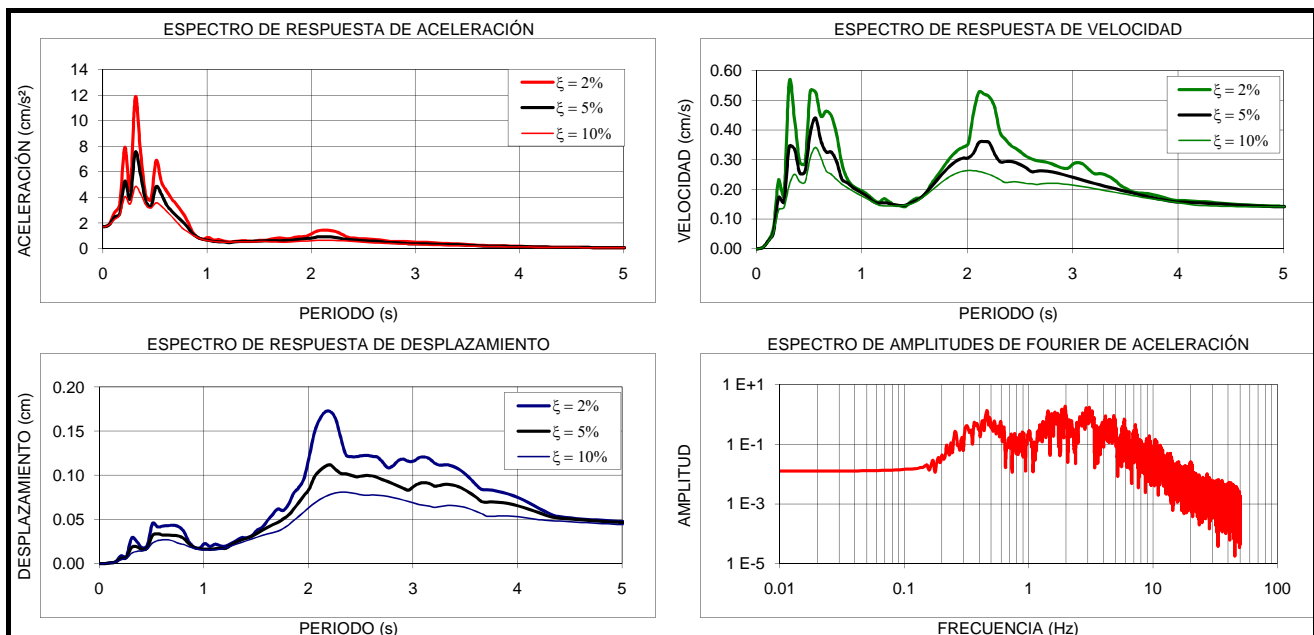 ESPECTRO DE RESPUESTA DE ACELERACIÓN
ACELERACIÓN (cm/s²)
14
12
10
8
6
4
2
0
0 1 2 3 4 5
PERIODO (s)
ξ = 2%
ξ = 5%
ξ = 10%
ESPECTRO DE RESPUESTA DE VELOCIDAD
VELOCIDAD (cm/s)
0.60
0.50
0.40
0.30
0.20
0.10
0.00
0 1 2 3 4 5
PERIODO (s)
ξ = 2%
ξ = 5%
ξ = 10%
ESPECTRO DE RESPUESTA DE DESPLAZAMIENTO
DESPLAZAMIENTO (cm)
0.20
0.15
0.10
0.05
0.00
0 1 2 3 4 5
PERIODO (s)
ξ = 2%
ξ = 5%
ξ = 10%
ESPECTRO DE AMPLITUDES DE FOURIER DE ACELERACIÓN
AMPLITUD
1 E+1
1 E-1
1 E-3
1 E-5
0.01 0.1 1 10 100
FRECUENCIA (Hz)